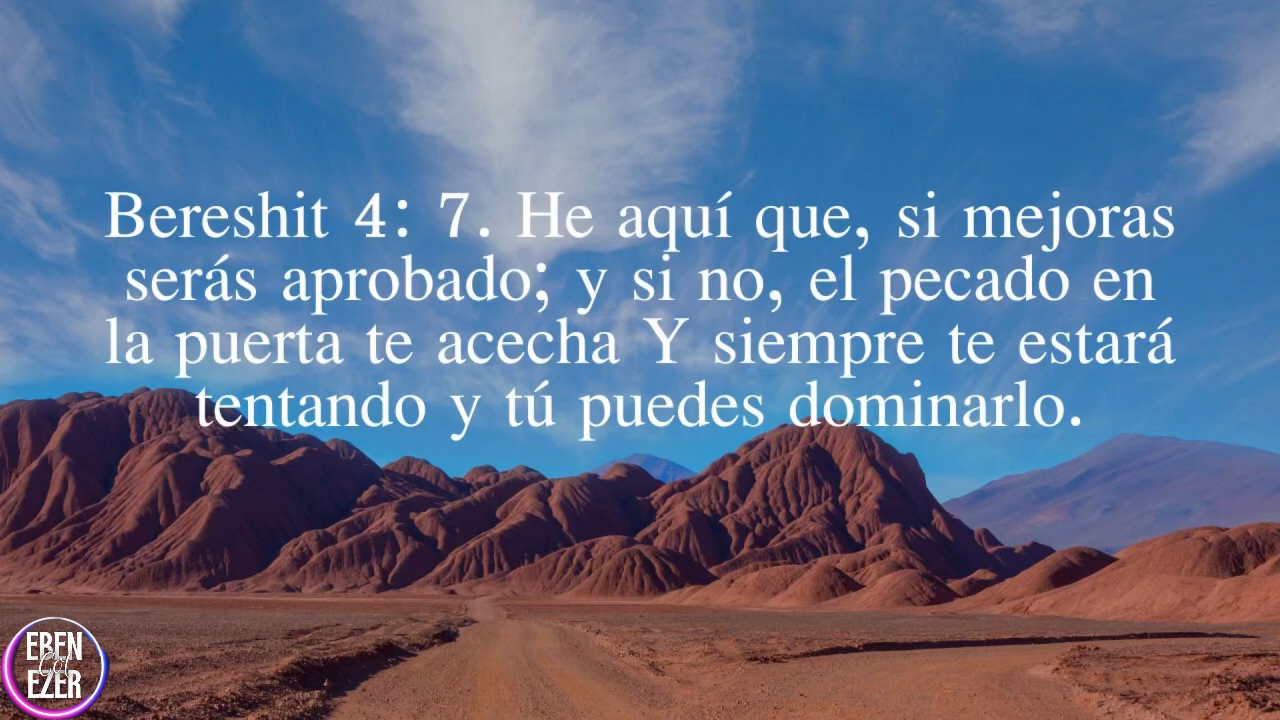 Bereshit 4: 7. He aquí que, si mejoras
serás aprobado; y si no, el pecado en
la puerta te acecha Y siempre te estará
tentando y tú puedes dominarlo.
EBEN
Gol
EZER